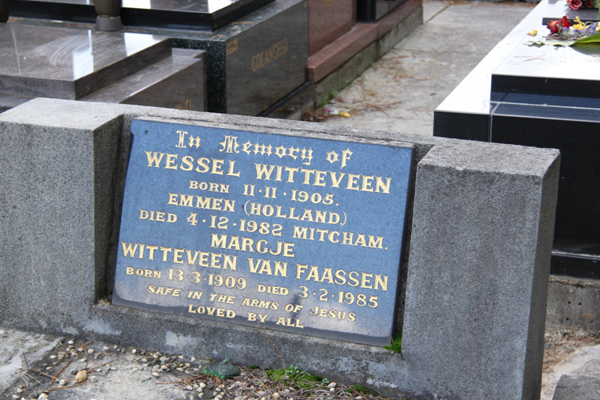 COLANGELO
In Memory of
WESSEL WITTEVEEN
BORN 11·11·1905.
EMMEN (HOLLAND)
DIED 4·12·1982 MITCHAM.
MARGJE
WITTEVEEN VAN FAASSEN
BORN 13·3·1909 DIED 3·2·1985
SAFE IN THE ARMS OF JESUS
LOVED BY ALL